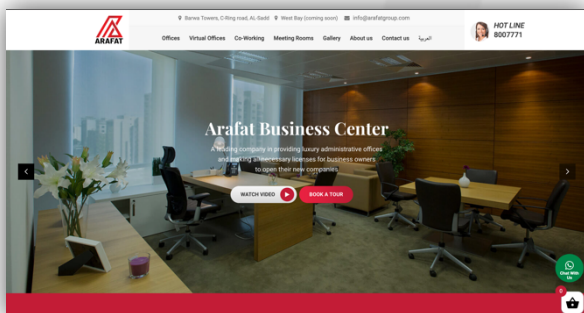 Barwa Towers, C-Ring road, AL-Sadd West Bay (coming soon) info@arafatgroup.com
HOT LINE
8007771
ARAFAT
Offices Virtual Offices Co-Working Meeting Rooms Gallery About us Contact us العربية
Arafat Business Center
A leading company in providing luxury administrative offices
and making all necessary licenses for business owners
to open their new companies.
WATCH VIDEO BOOK A TOUR
Chat With
Us
0